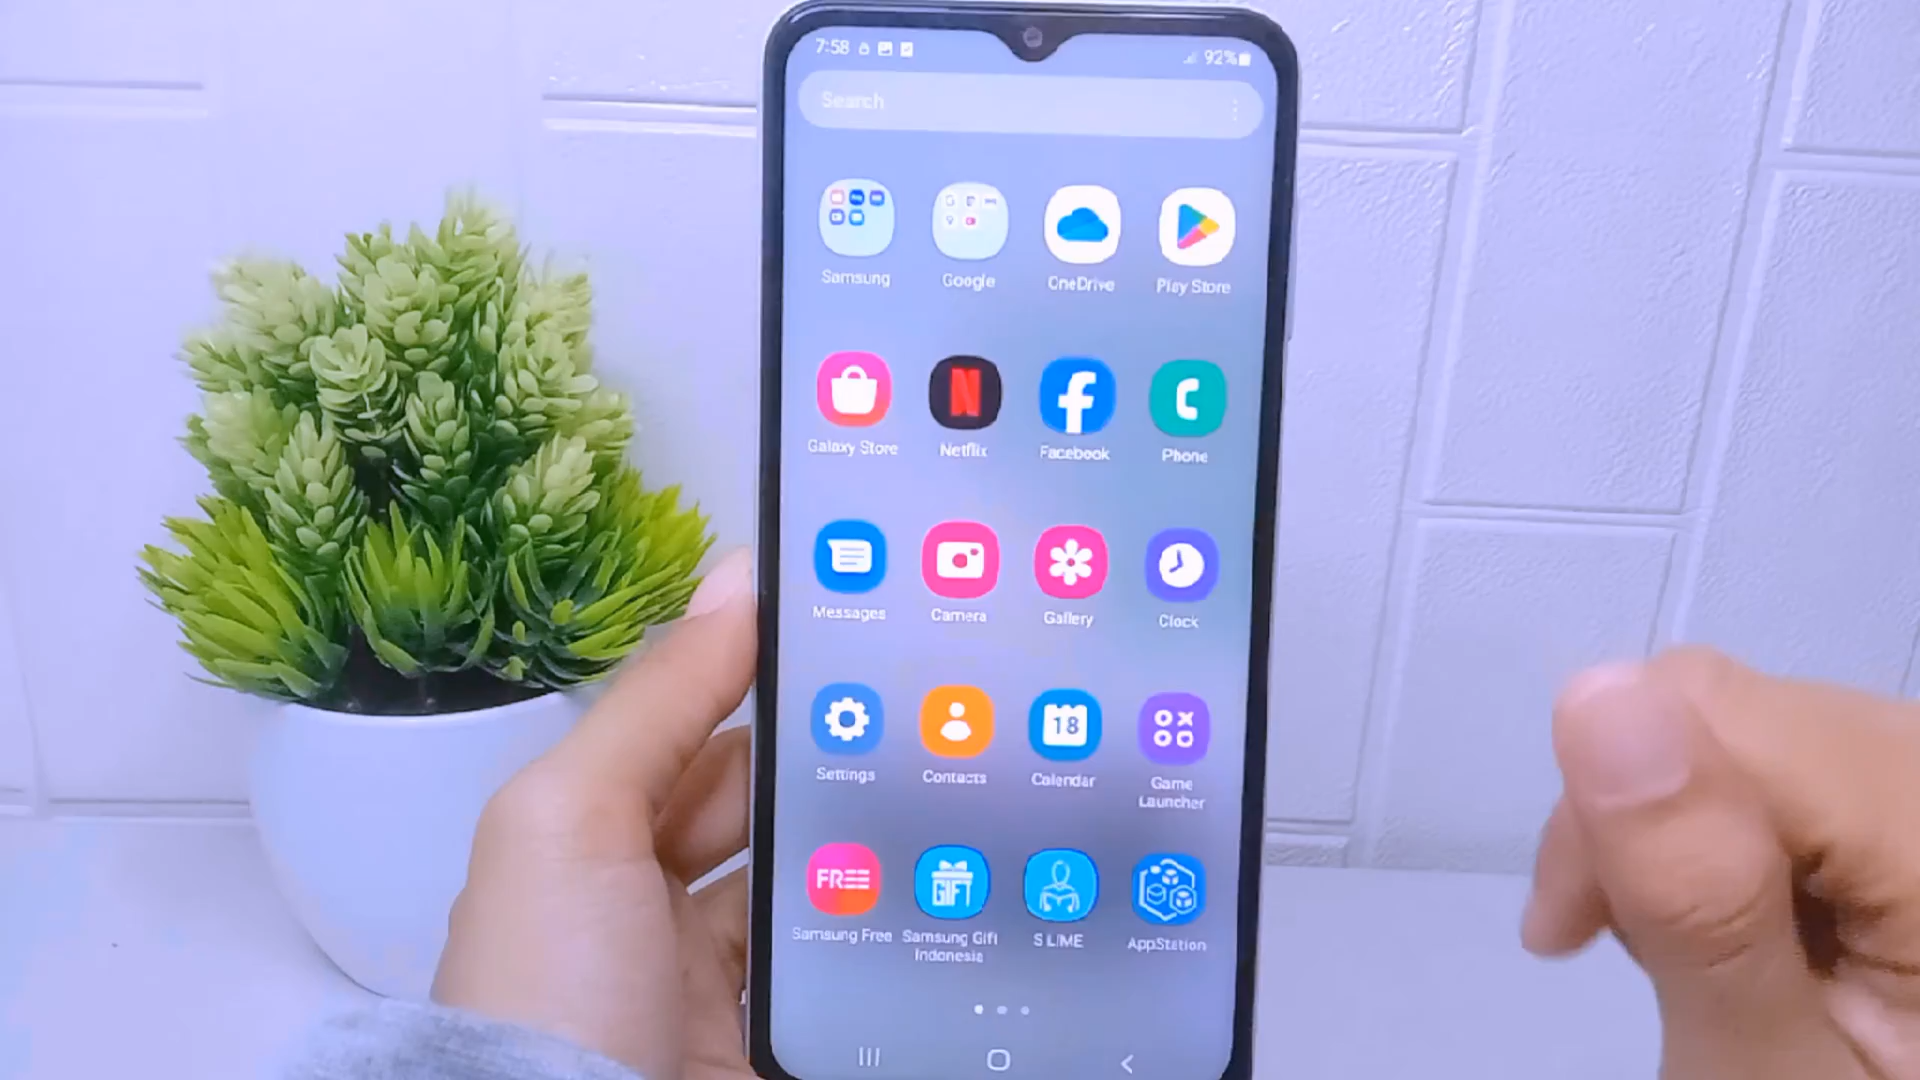 7:58
92%
Search
Samsung
Google
OneDrive
Play Store
Galaxy Store
Netflix
Facebook
Phone
Messages
Camera
Gallery
Clock
18
Settings
Contacts
Calendar
Game
Launcher
FREE
GIFT
Samsung Free
Samsung Gift
Indonesia
S LIME
AppStation